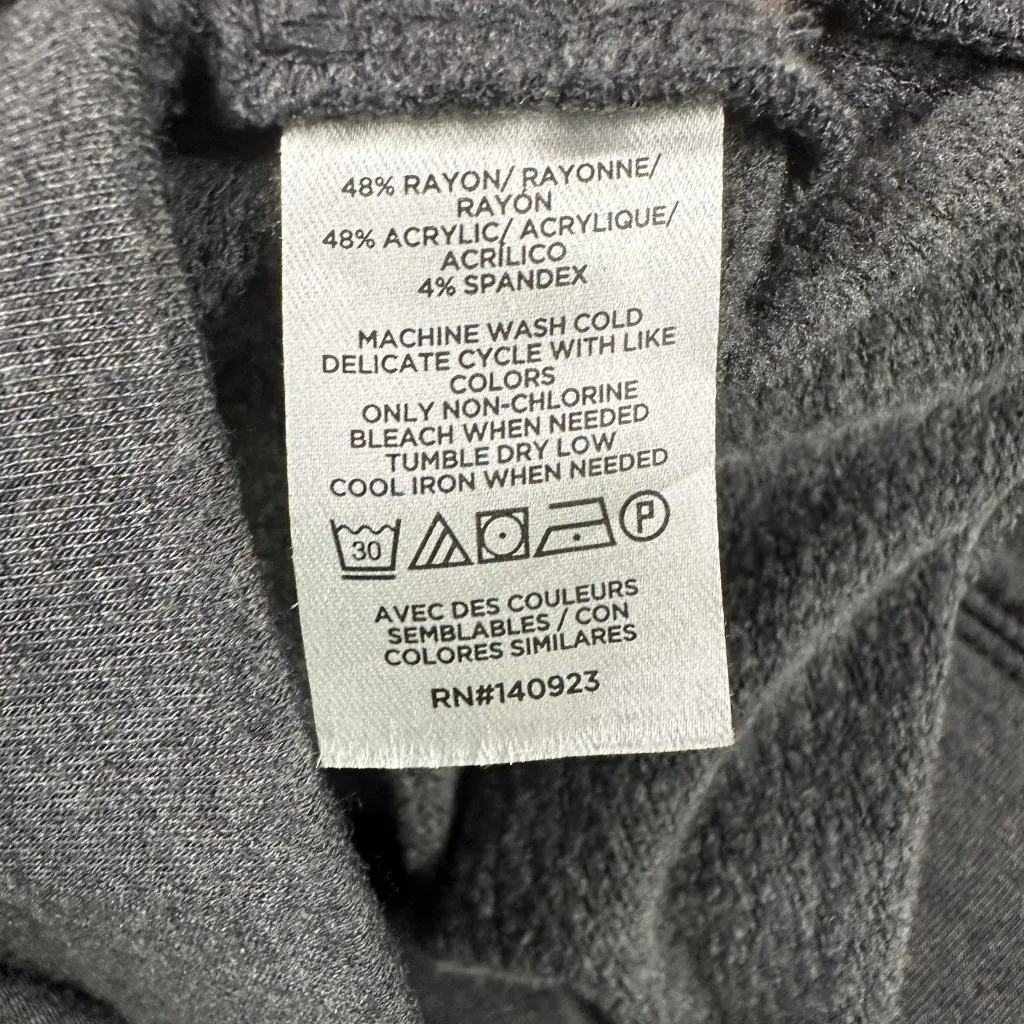 48% RAYON/ RAYONNE/
RAYÓN
48% ACRYLIC/ ACRYLIQUE/
ACRÍLICO
4% SPANDEX
MACHINE WASH COLD
DELICATE CYCLE WITH LIKE
COLORS
ONLY NON-CHLORINE
BLEACH WHEN NEEDED
TUMBLE DRY LOW
COOL IRON WHEN NEEDED
30 P
AVEC DES COULEURS
SEMBLABLES / CON
COLORES SIMILARES
RN#140923